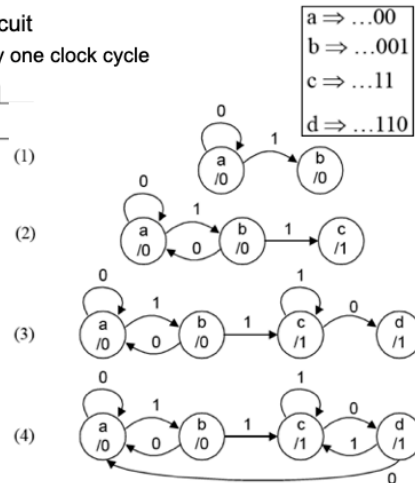 cuit
y one clock cycle
a ⇒ ...00
b ⇒ ...001
c ⇒ ...11
d ⇒ ...110
(1)
0
1
a
/0
b
/0
(2)
0
1
0
1
a
/0
b
/0
c
/1
(3)
0
1
0
1
1
0
a
/0
b
/0
c
/1
d
/1
(4)
0
1
0
1
1
0
1
0
a
/0
b
/0
c
/1
d
/1